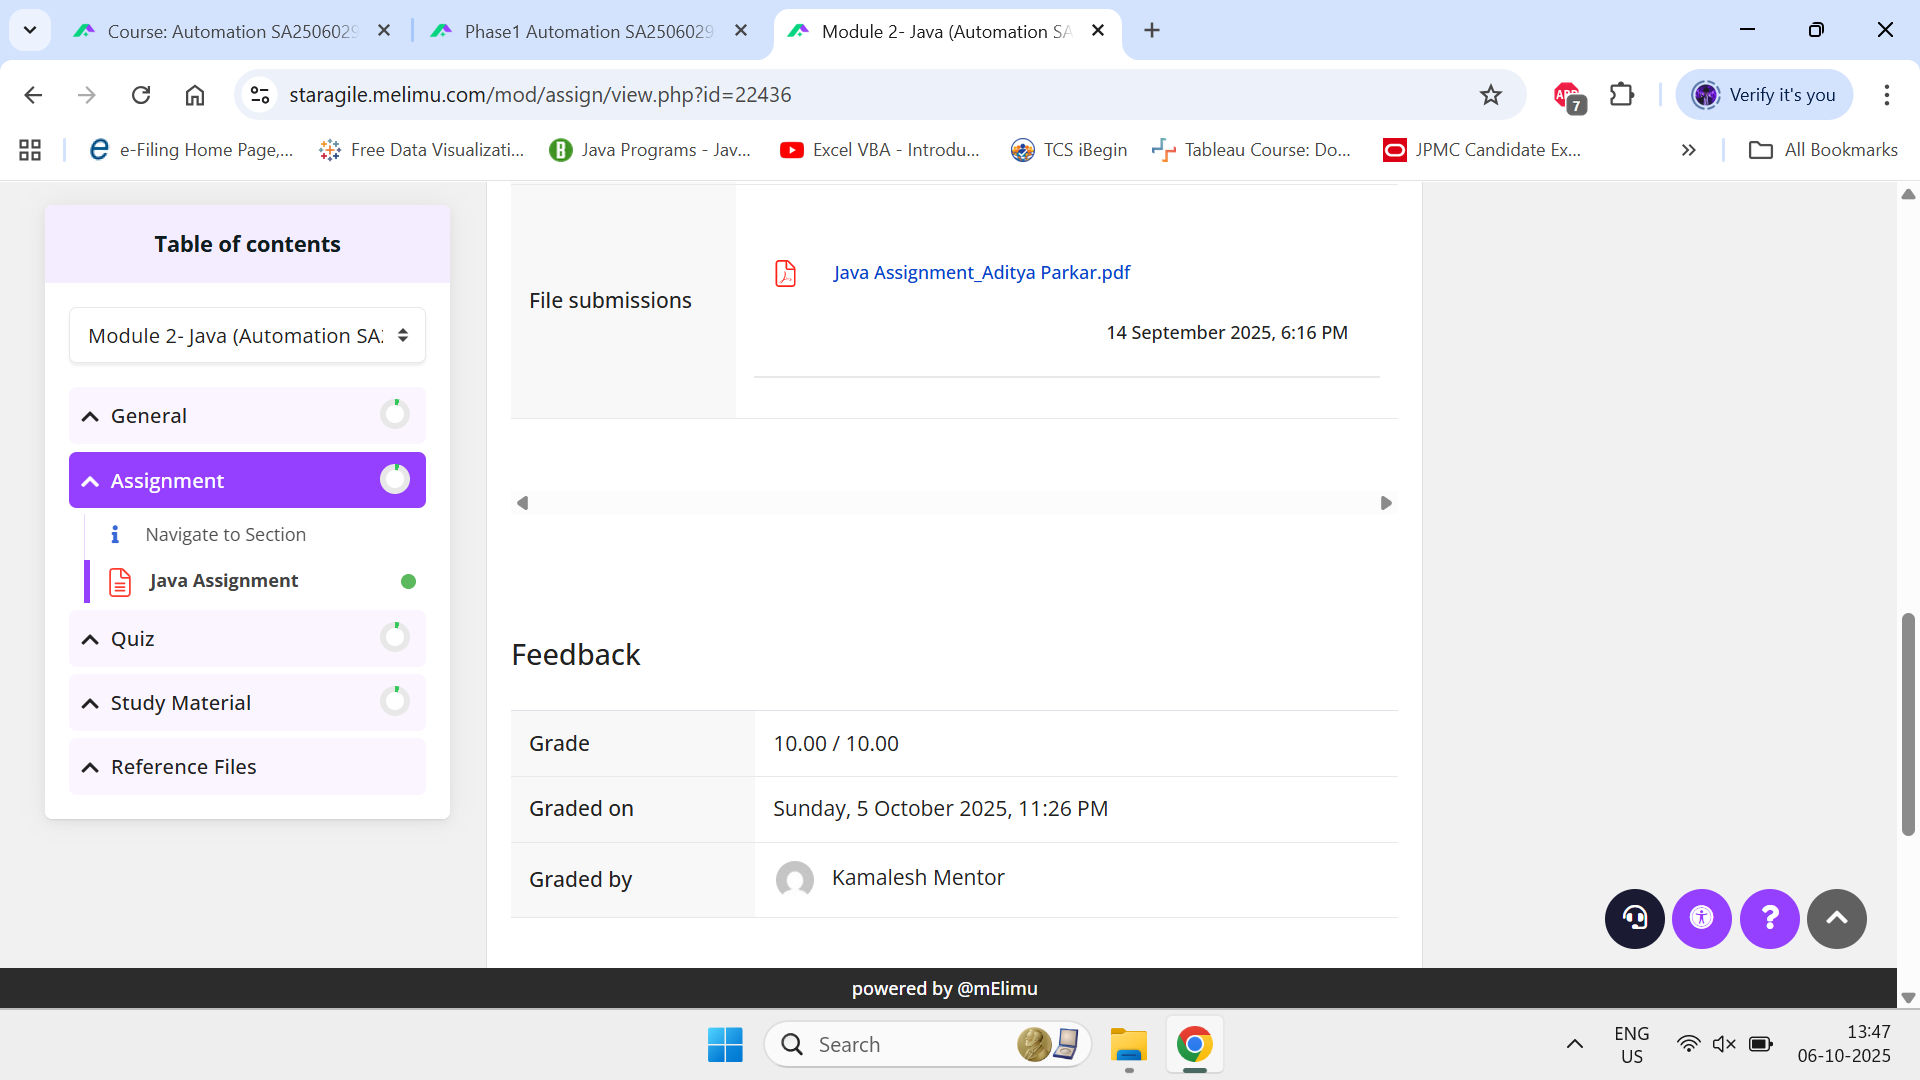 Course: Automation SA2506029
Phase1 Automation SA2506029
Module 2- Java (Automation SA
staragile.melimu.com/mod/assign/view.php?id=22436
ABP
7
Verify it's you
e-Filing Home Page,...
Free Data Visualizati...
Java Programs - Jav...
Excel VBA - Introdu...
TCS iBegin
Tableau Course: Do...
JPMC Candidate Ex...
All Bookmarks
Table of contents
Module 2- Java (Automation SA
General
Assignment
Navigate to Section
Java Assignment
Quiz
Study Material
Reference Files
File submissions
Java Assignment_Aditya Parkar.pdf
14 September 2025, 6:16 PM
Feedback
Grade
10.00 / 10.00
Graded on
Sunday, 5 October 2025, 11:26 PM
Graded by
Kamalesh Mentor
powered by @mElimu
Search
ENG
US
13:47
06-10-2025